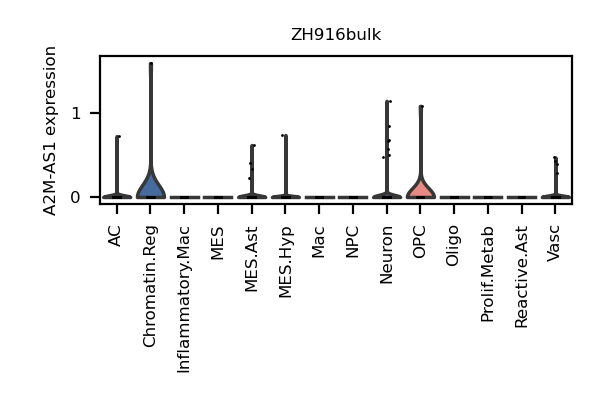 ZH916bulk
A2M-AS1 expression
1
0
AC
Chromatin.Reg
Inflammatory.Mac
MES
MES.Ast
MES.Hyp
Mac
NPC
Neuron
OPC
Oligo
Prolif.Metab
Reactive.Ast
Vasc